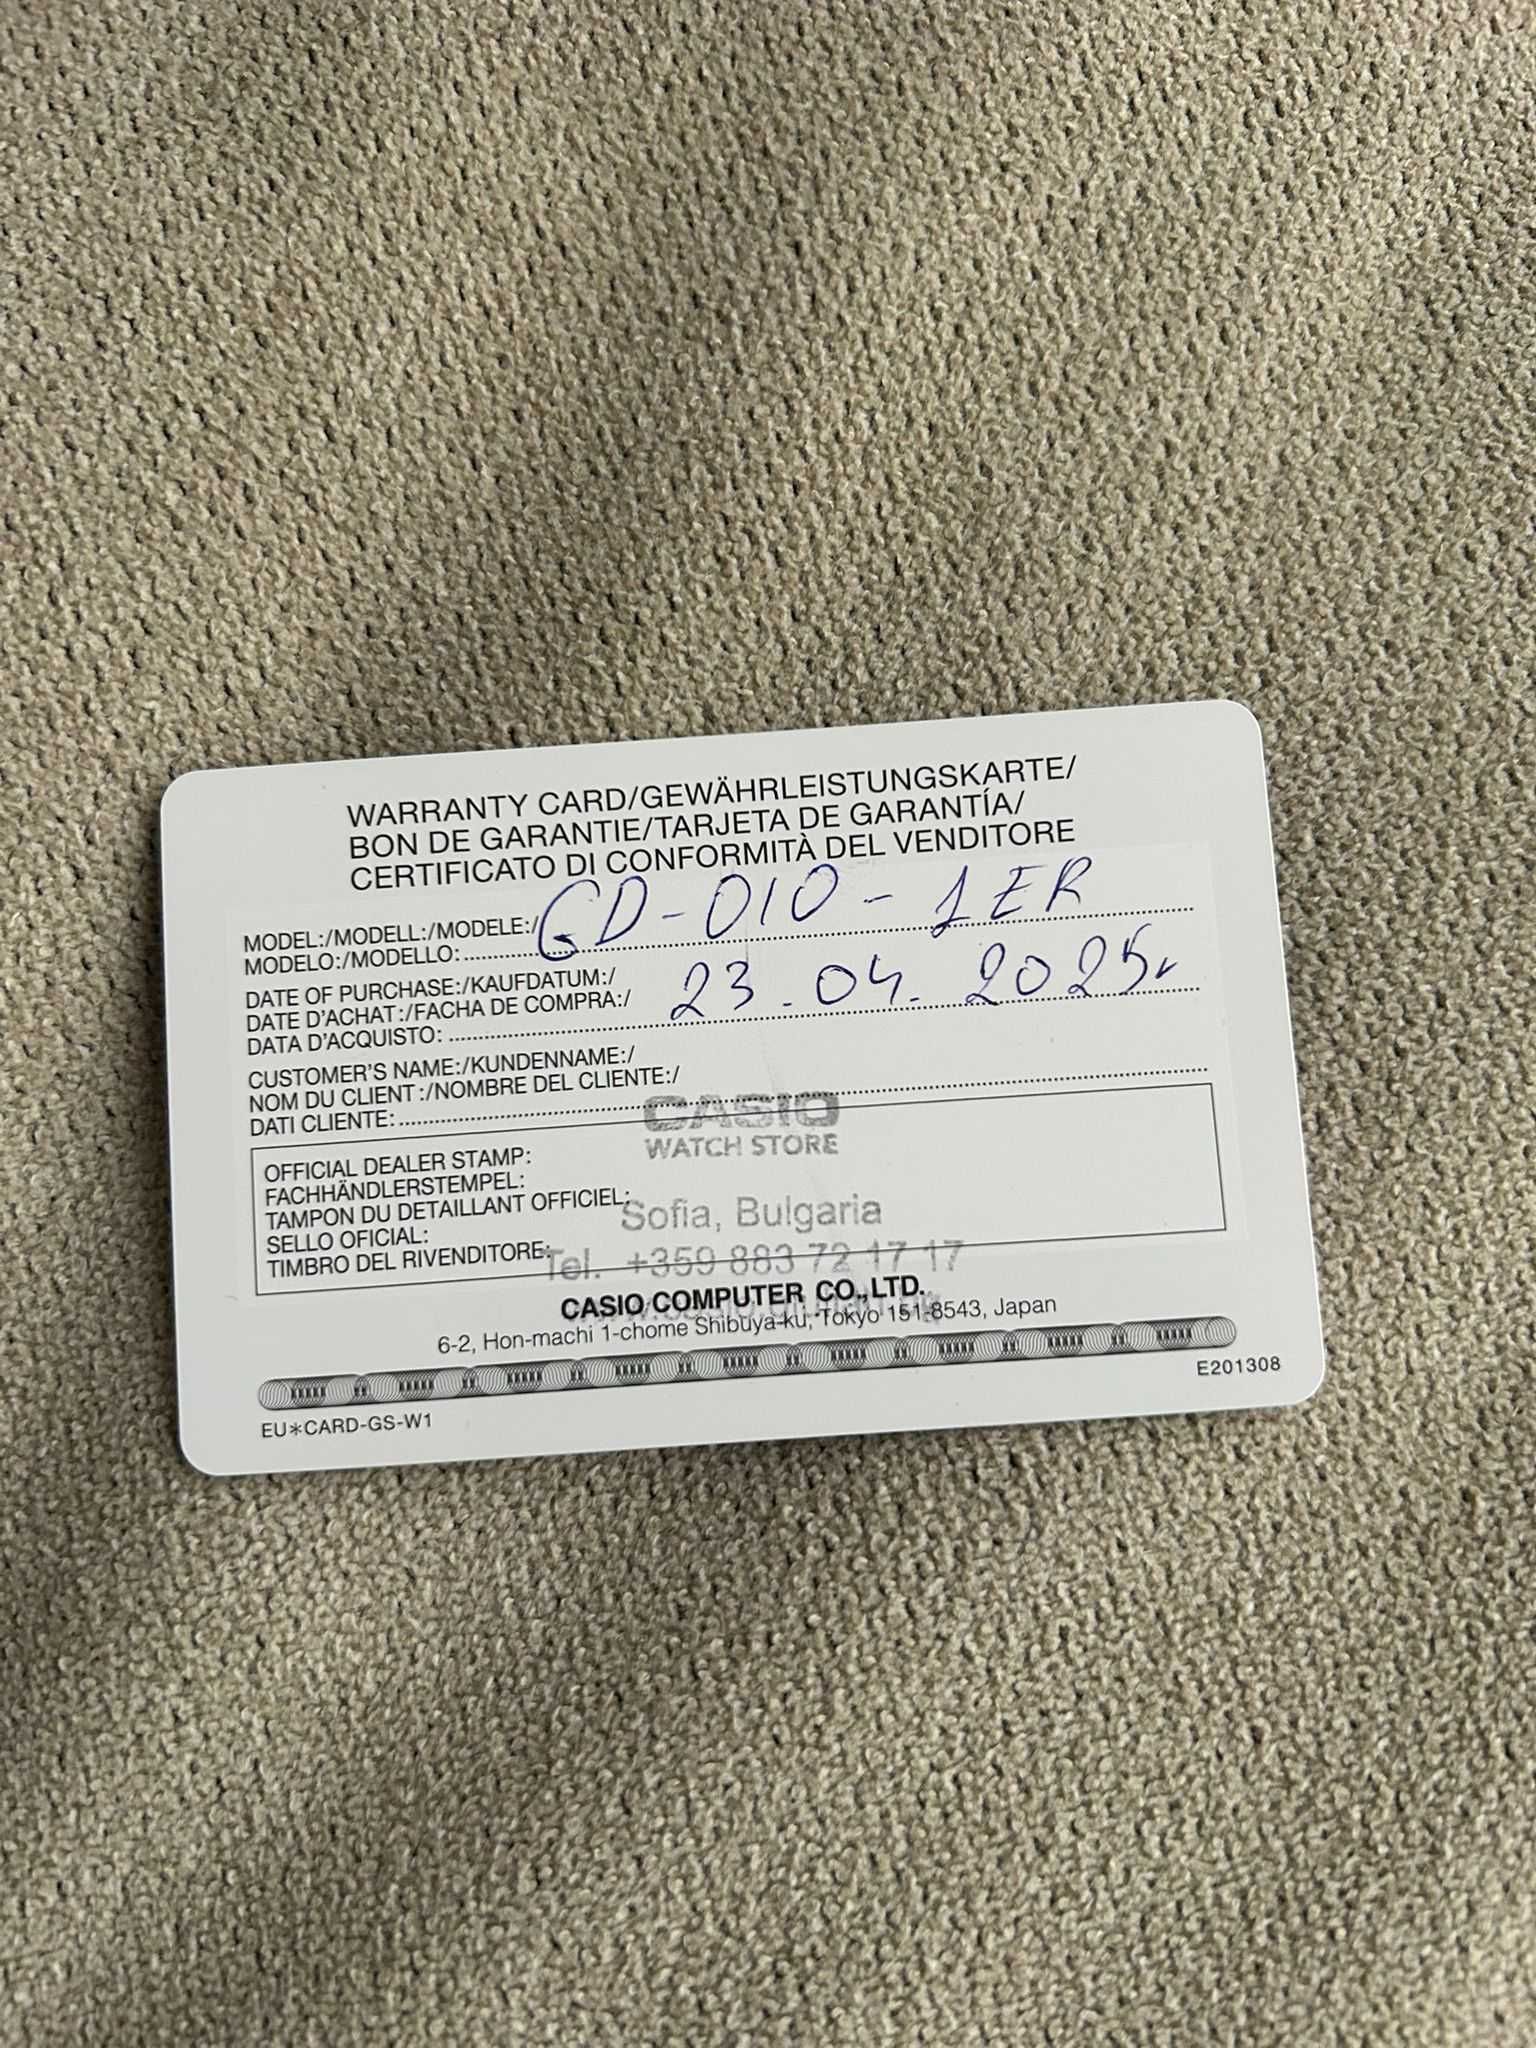 WARRANTY CARD/GEWÄHRLEISTUNGSKARTE/
BON DE GARANTIE/TARJETA DE GARANTÍA/
CERTIFICATO DI CONFORMITÀ DEL VENDITORE
MODEL:/MODELL:/MODELE:/
MODELO:/MODELLO: GD-010-1ER
DATE OF PURCHASE:/KAUFDATUM:/
DATE D'ACHAT:/FACHA DE COMPRA:/
DATA D'ACQUISTO: 23.04.2025
CUSTOMER'S NAME:/KUNDENNAME:/
NOM DU CLIENT:/NOMBRE DEL CLIENTE:/
DATI CLIENTE:
CASIO
WATCH STORE
OFFICIAL DEALER STAMP:
FACHHÄNDLERSTEMPEL:
TAMPON DU DETAILLANT OFFICIEL:
SELLO OFICIAL:
TIMBRO DEL RIVENDITORE:
Sofia, Bulgaria
Tel. +359 883 72 17 17
CASIO COMPUTER CO.,LTD.
6-2, Hon-machi 1-chome Shibuya-ku, Tokyo 151-8543, Japan
E201308
EU*CARD-GS-W1